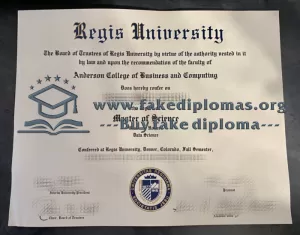 Regis University
The Board of Trustees of Regis University by virtue of the authority vested in it
by law and upon the recommendation of the faculty of
Anderson College of Business and Computing
Does hereby confer on
www.fakediplomas.org
Master of Science
---Buy fake diploma---
Data Science
Conferred at Regis University, Denver, Colorado, Fall Semester,